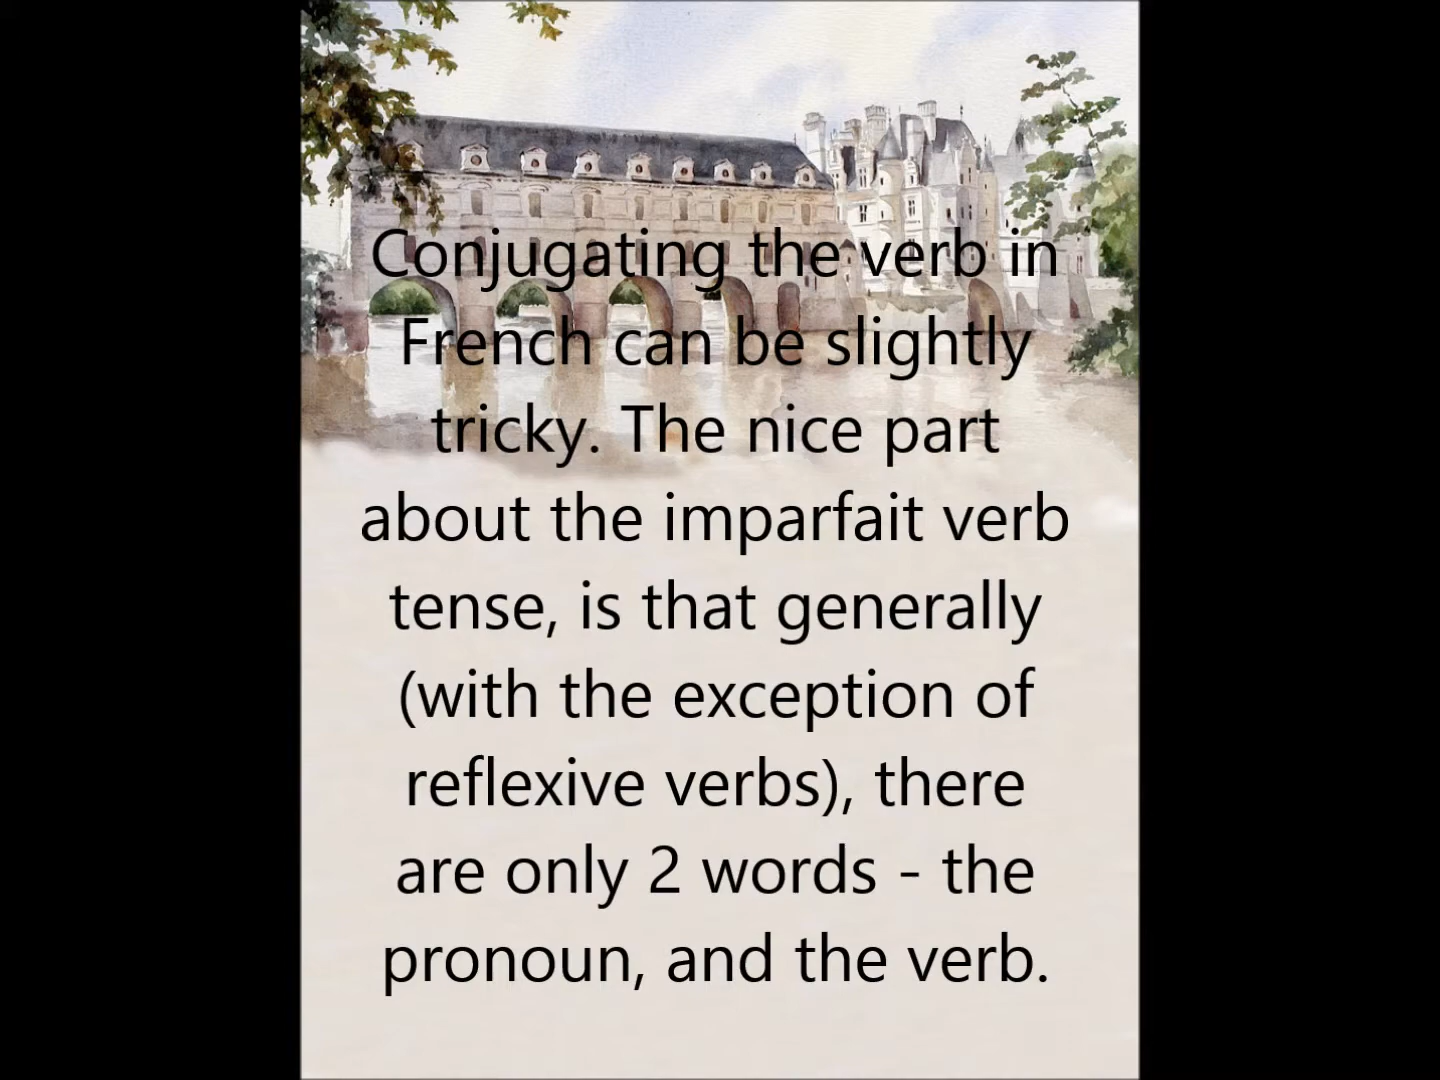 Conjugating the verb in
French can be slightly
tricky. The nice part
about the imparfait verb
tense, is that generally
(with the exception of
reflexive verbs), there
are only 2 words - the
pronoun, and the verb.